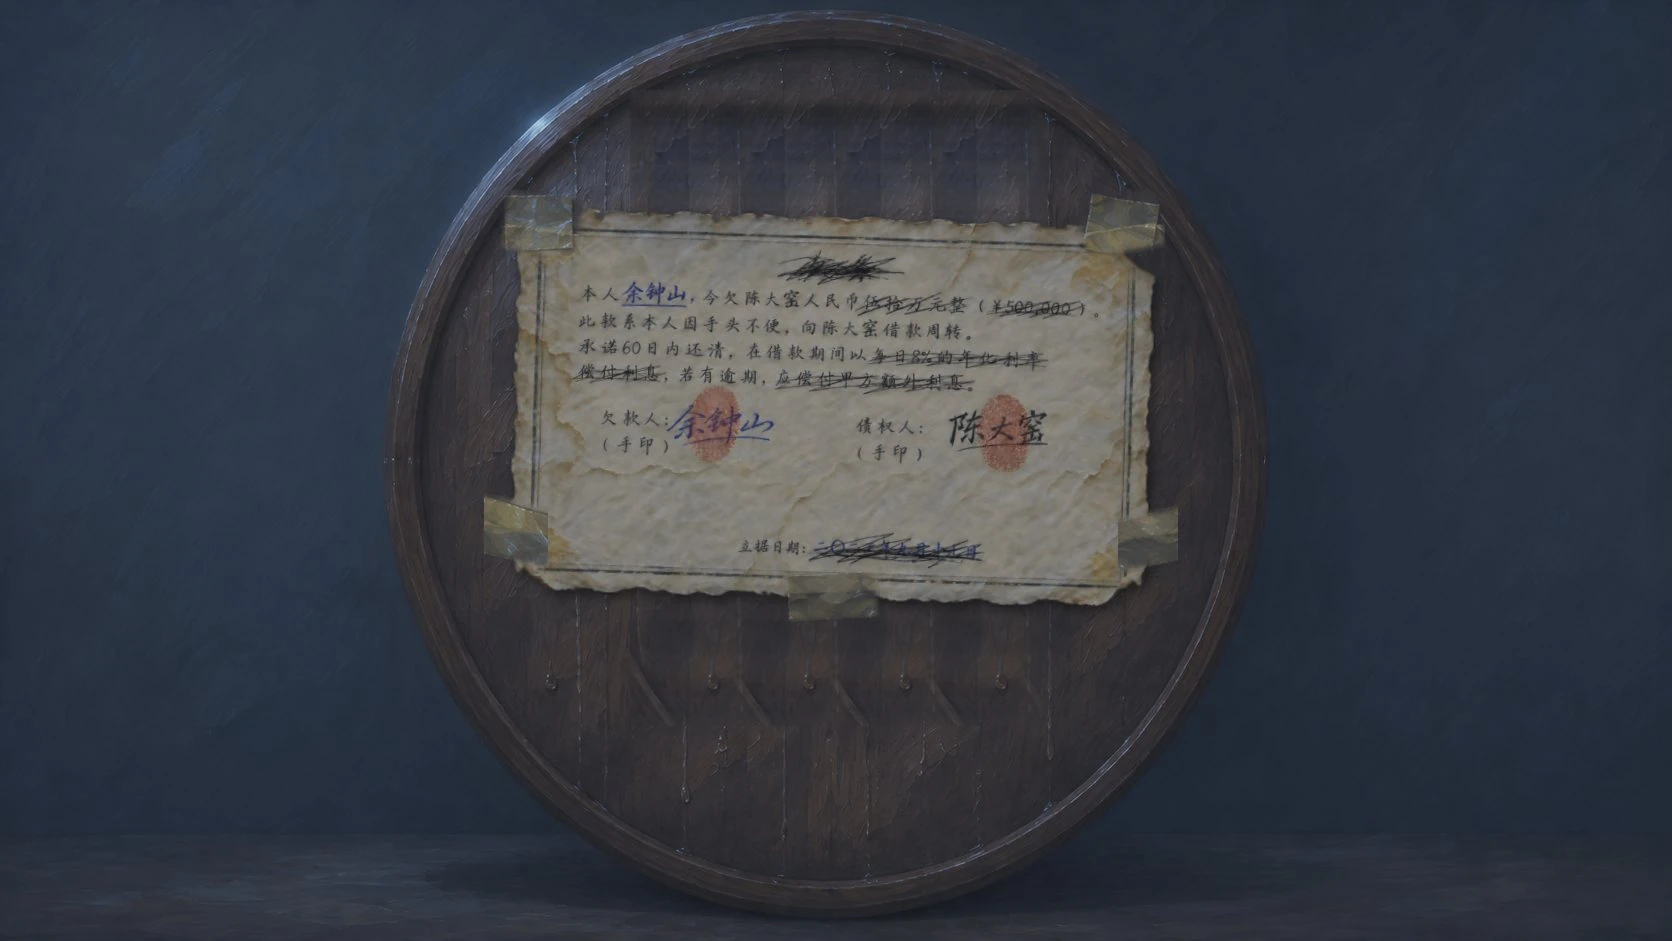 本人余钟山，今欠陈大窑人民币伍拾万元整（¥500,000）。
此款系本人因手头不便，向陈大窑借款周转。
承诺60日内还清，在借款期间以每日8%的年化利率
偿付利息，若有逾期，应偿付甲方额外利息。
欠款人：余钟山
（手印）
债权人：陈大窑
（手印）
立据日期：